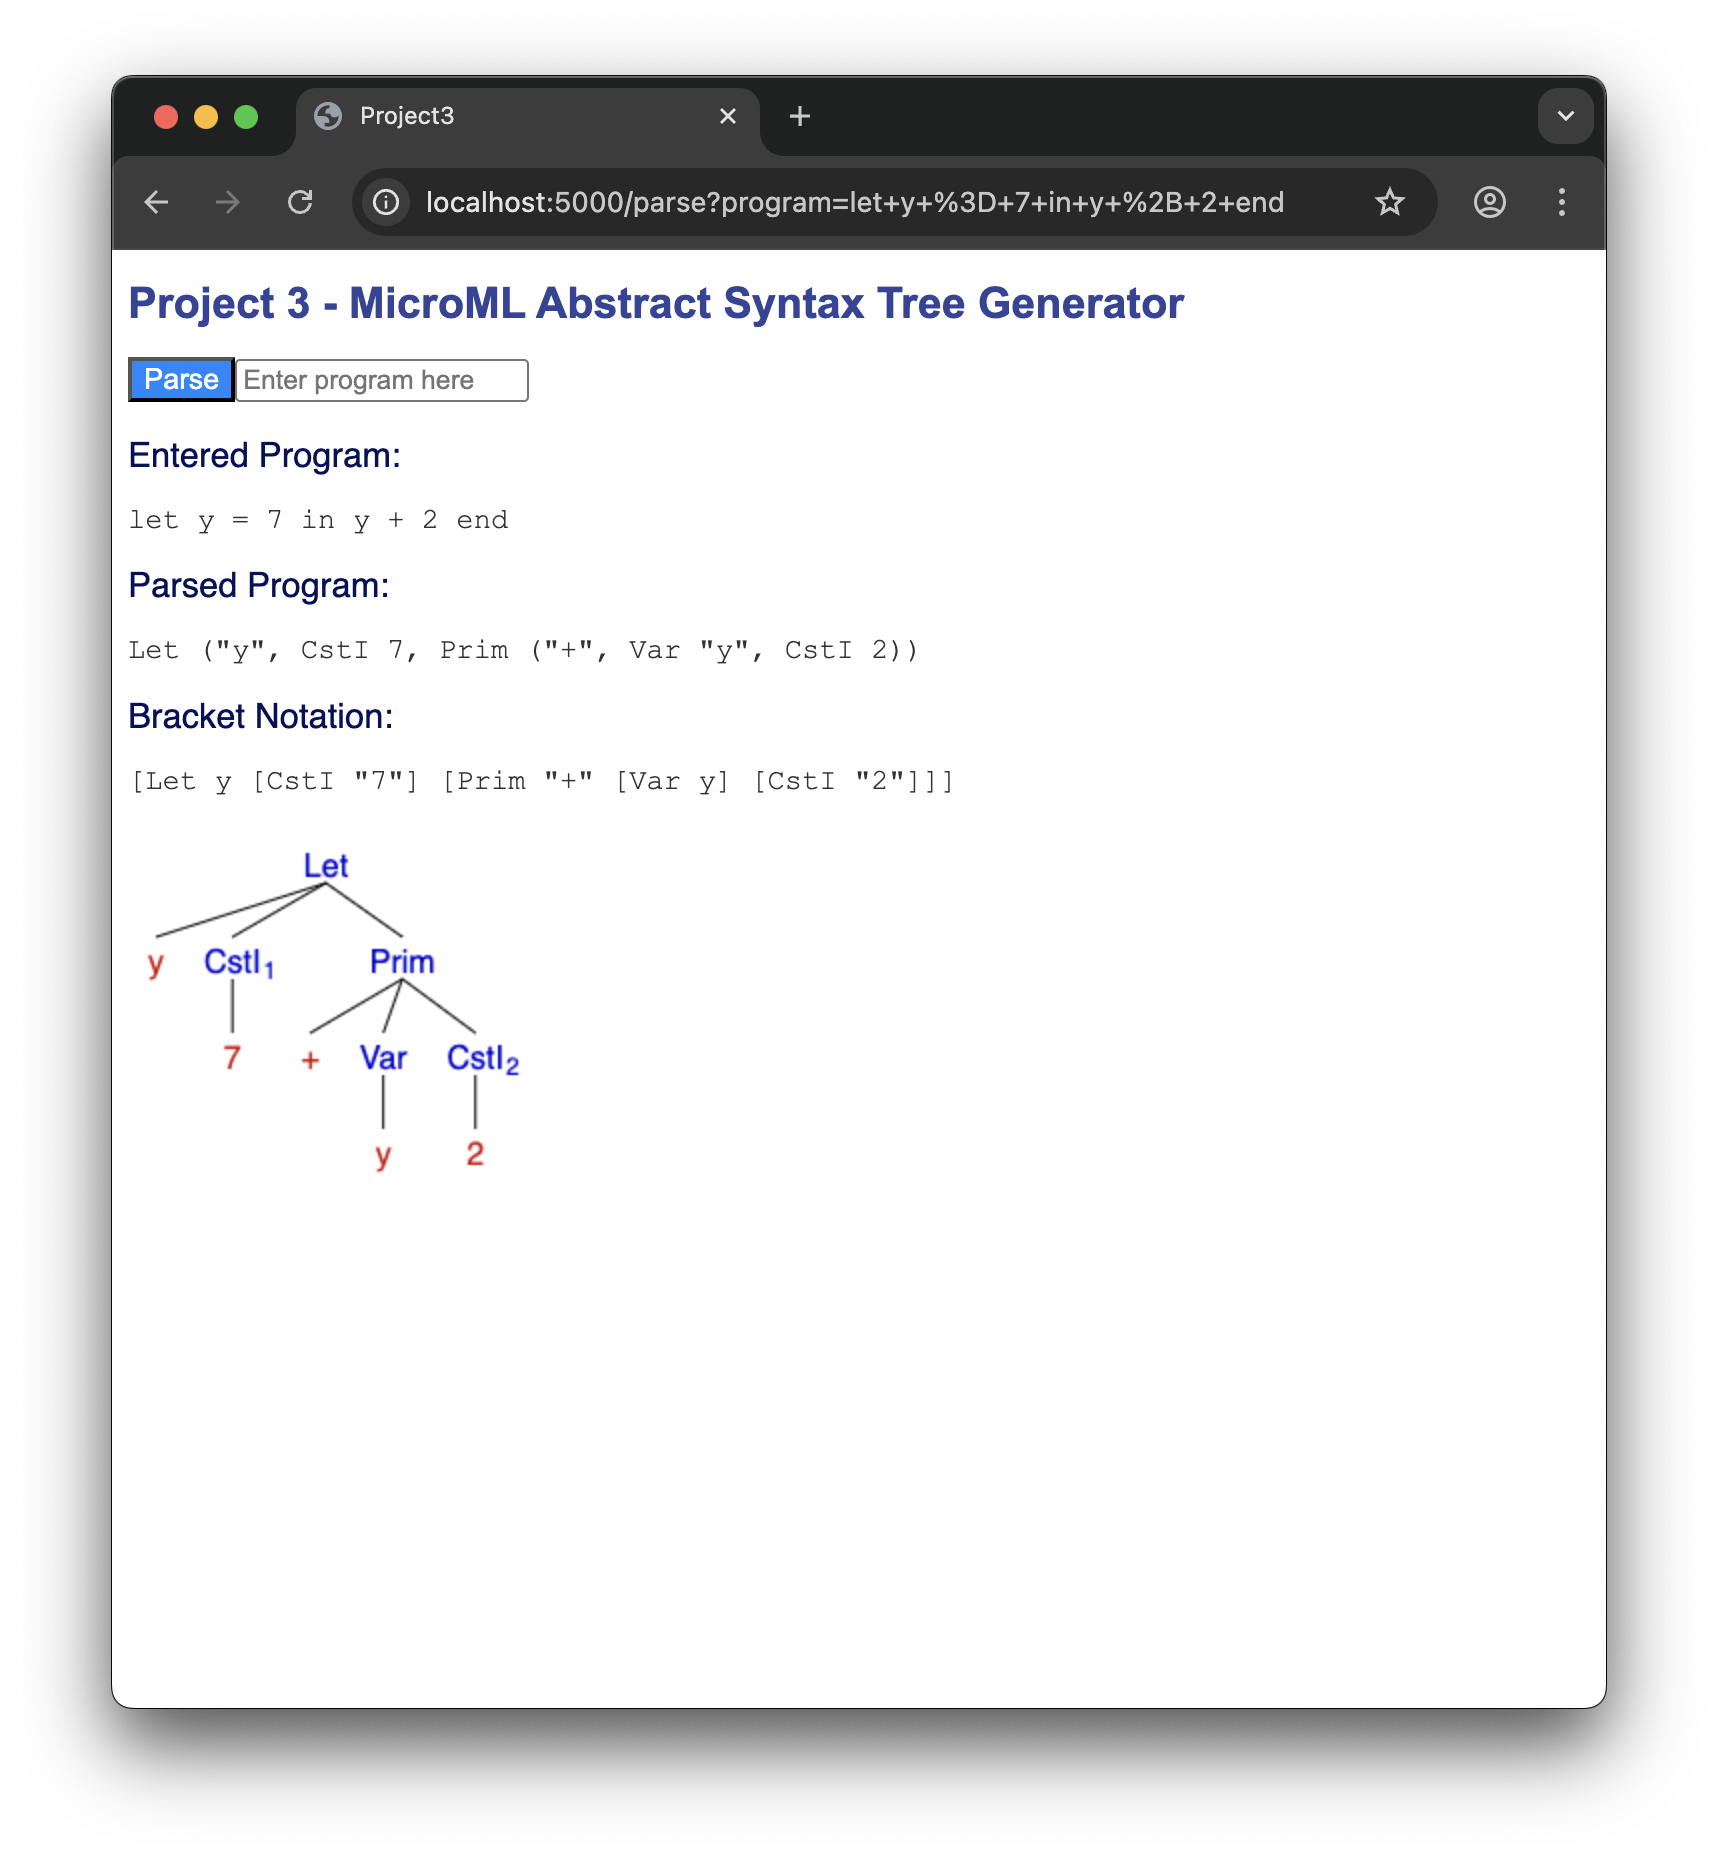 Project3
localhost:5000/parse?program=let+y+%3D+7+in+y+%2B+2+end
Project 3 - MicroML Abstract Syntax Tree Generator
Parse Enter program here
Entered Program:
let y = 7 in y + 2 end
Parsed Program:
Let ("y", CstI 7, Prim ("+", Var "y", CstI 2))
Bracket Notation:
[Let y [CstI "7"] [Prim "+" [Var y] [CstI "2"]]]
Let
y CstI1 Prim
7 + Var CstI2
y 2